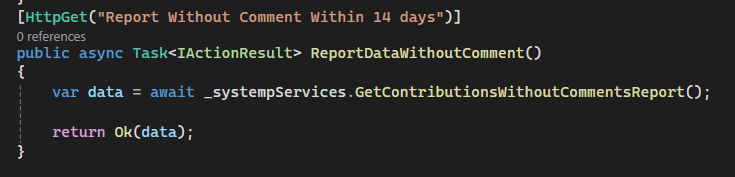 }
[HttpGet("Report Without Comment Within 14 days")]
0 references
public async Task<IActionResult> ReportDataWithoutComment()
{
var data = await _systempServices.GetContributionsWithoutCommentsReport();
return Ok(data);
}